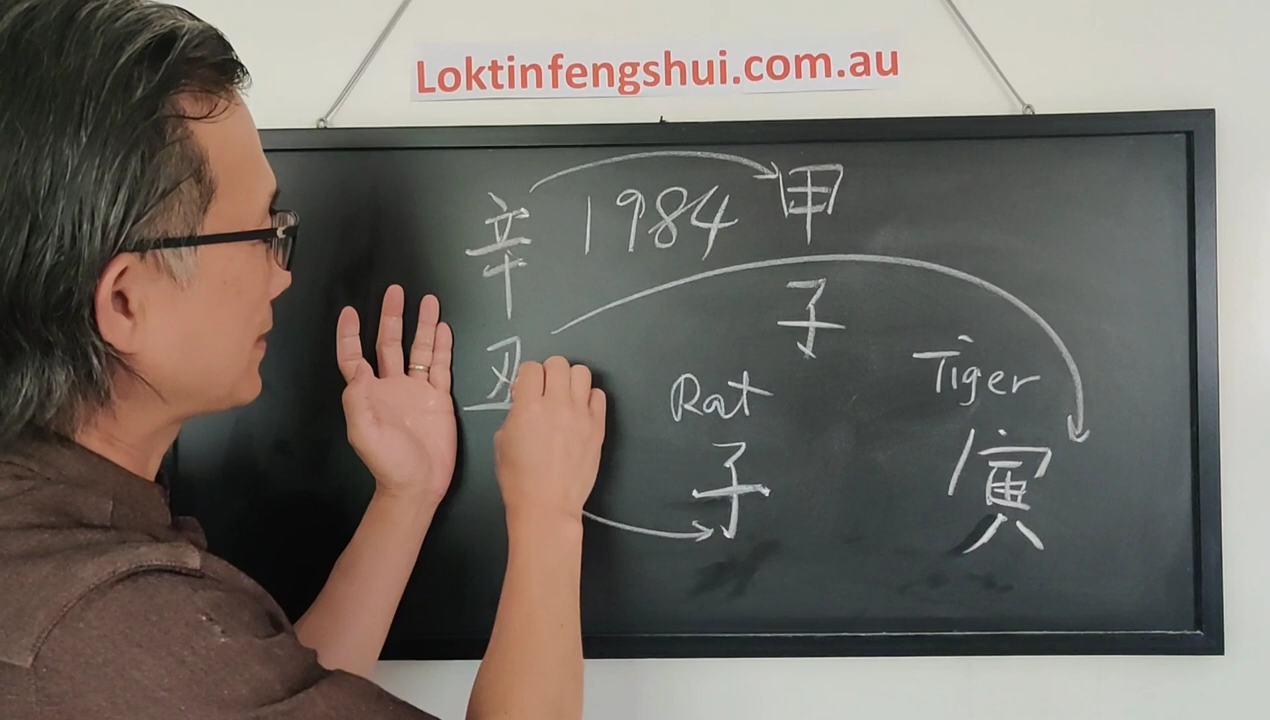 Loktinfengshui.com.au
辛 1984 甲
子
丑
Rat
Tiger
子
寅